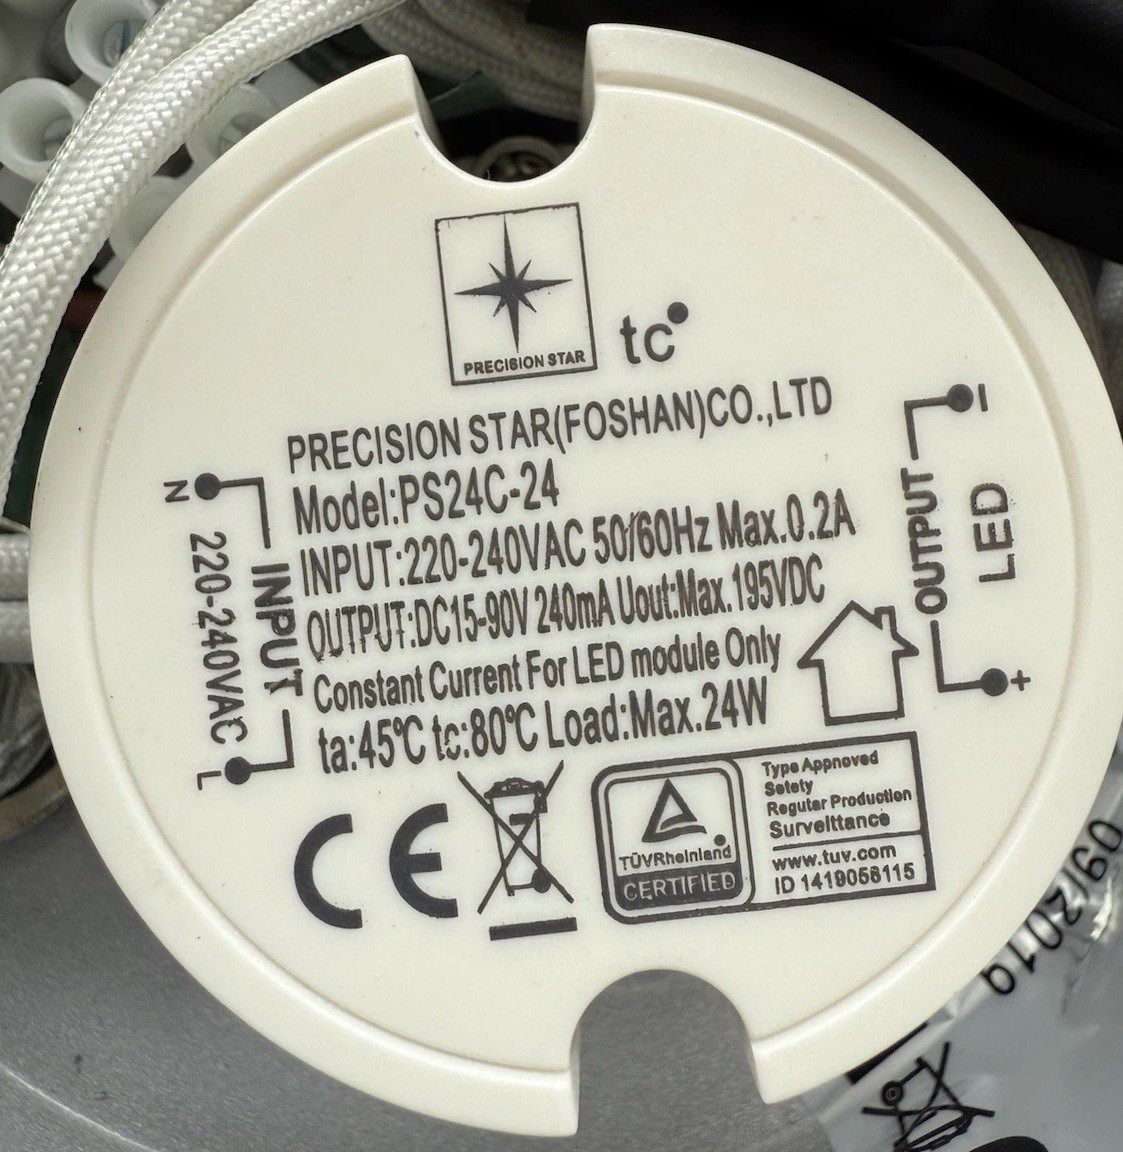 PRECISION STAR
tc
PRECISION STAR(FOSHAN)CO.,LTD
Model:PS24C-24
INPUT:220-240VAC 50/60Hz Max.0.2A
OUTPUT:DC15-90V 240mA Uout:Max.195VDC
Constant Current For LED module Only
ta:45℃ tc:80℃ Load:Max.24W
N
220-240VAC
L
INPUT
OUTPUT
LED
-
+
CE
TÜVRheinland
CERTIFIED
Type Appnoved
Setety
Regutar Production
Surveittance
www.tuv.com
ID 1419056115
09/2019